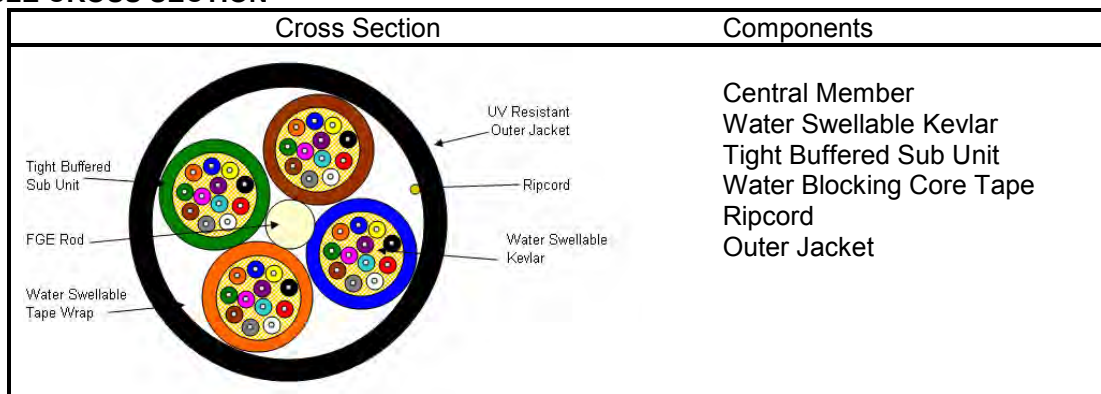 Cross Section
Components
UV Resistant
Outer Jacket
Tight Buffered
Sub Unit
Ripcord
FGE Rod
Water Swellable
Kevlar
Water Swellable
Tape Wrap
Central Member
Water Swellable Kevlar
Tight Buffered Sub Unit
Water Blocking Core Tape
Ripcord
Outer Jacket